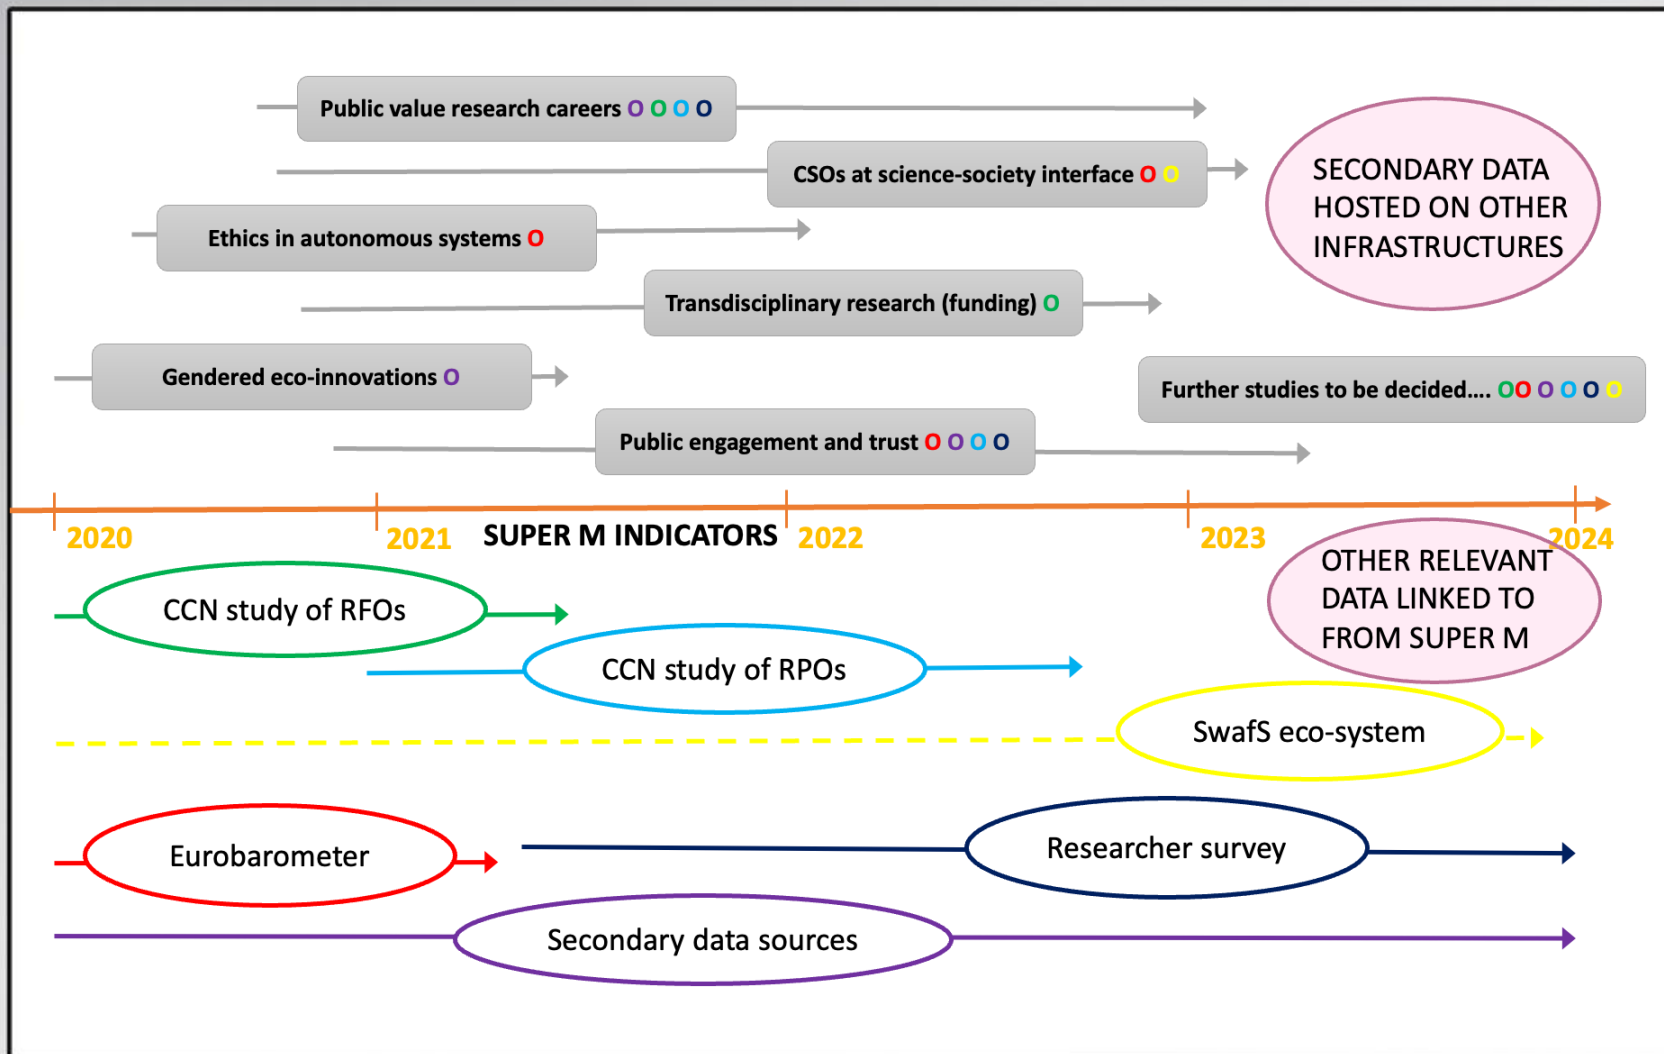 Public value research careers O O O O
CSOs at science-society interface O O
SECONDARY DATA
HOSTED ON OTHER
INFRASTRUCTURES
Ethics in autonomous systems O
Transdisciplinary research (funding) O
Gendered eco-innovations O
Further studies to be decided.... OO O O O O
Public engagement and trust O O O O
2020
2021
SUPER M INDICATORS
2022
2023
2024
OTHER RELEVANT
DATA LINKED TO
FROM SUPER M
CCN study of RFOs
CCN study of RPOs
SwafS eco-system
Eurobarometer
Researcher survey
Secondary data sources